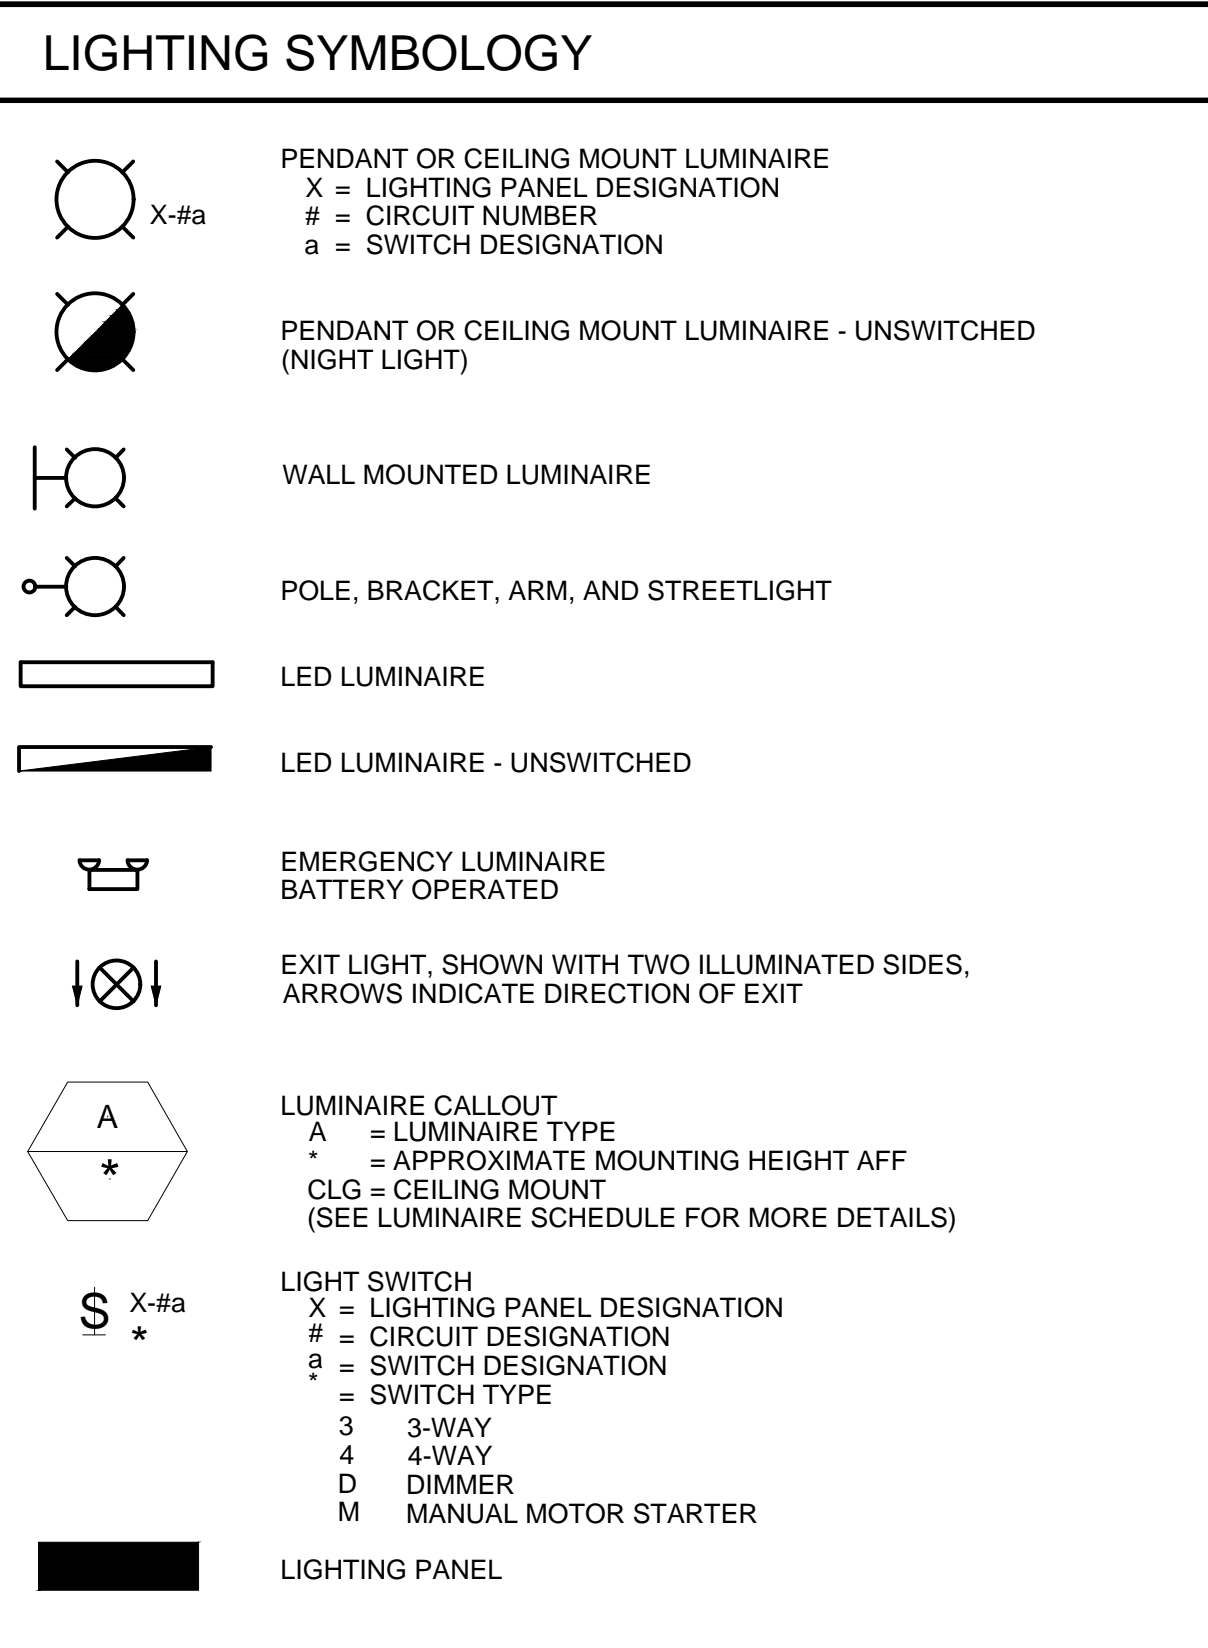 LIGHTING SYMBOLOGY
X-#a
PENDANT OR CEILING MOUNT LUMINAIRE
X = LIGHTING PANEL DESIGNATION
# = CIRCUIT NUMBER
a = SWITCH DESIGNATION
PENDANT OR CEILING MOUNT LUMINAIRE - UNSWITCHED
(NIGHT LIGHT)
WALL MOUNTED LUMINAIRE
POLE, BRACKET, ARM, AND STREETLIGHT
LED LUMINAIRE
LED LUMINAIRE - UNSWITCHED
EMERGENCY LUMINAIRE
BATTERY OPERATED
EXIT LIGHT, SHOWN WITH TWO ILLUMINATED SIDES,
ARROWS INDICATE DIRECTION OF EXIT
A
*
LUMINAIRE CALLOUT
A = LUMINAIRE TYPE
* = APPROXIMATE MOUNTING HEIGHT AFF
CLG = CEILING MOUNT
(SEE LUMINAIRE SCHEDULE FOR MORE DETAILS)
$ X-#a
*
LIGHT SWITCH
X = LIGHTING PANEL DESIGNATION
# = CIRCUIT DESIGNATION
a = SWITCH DESIGNATION
* = SWITCH TYPE
3 3-WAY
4 4-WAY
D DIMMER
M MANUAL MOTOR STARTER
LIGHTING PANEL